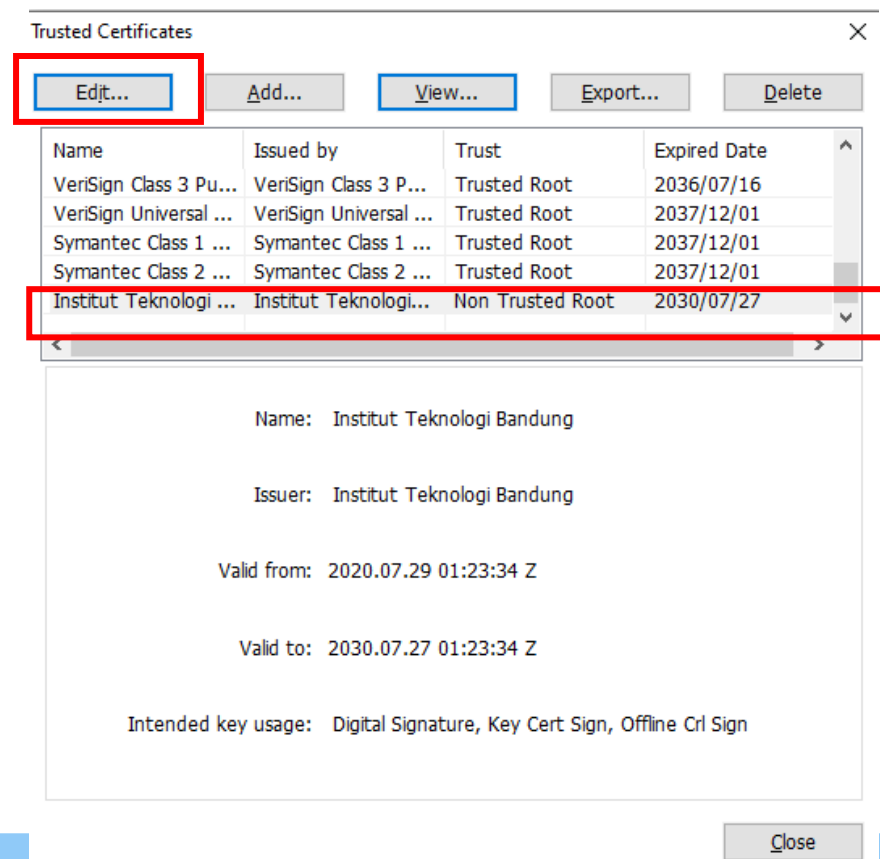 Trusted Certificates
Edit... Add... View... Export... Delete
Name Issued by Trust Expired Date
VeriSign Class 3 Pu... VeriSign Class 3 P... Trusted Root 2036/07/16
VeriSign Universal ... VeriSign Universal ... Trusted Root 2037/12/01
Symantec Class 1 ... Symantec Class 1 ... Trusted Root 2037/12/01
Symantec Class 2 ... Symantec Class 2 ... Trusted Root 2037/12/01
Institut Teknologi ... Institut Teknologi... Non Trusted Root 2030/07/27
Name: Institut Teknologi Bandung
Issuer: Institut Teknologi Bandung
Valid from: 2020.07.29 01:23:34 Z
Valid to: 2030.07.27 01:23:34 Z
Intended key usage: Digital Signature, Key Cert Sign, Offline Crl Sign
Close